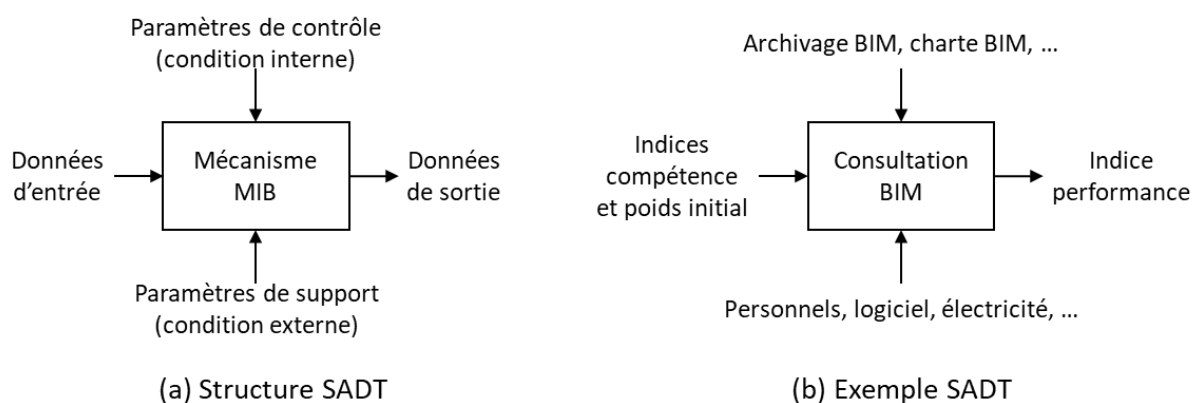 Paramètres de contrôle
(condition interne)
Données
d’entrée
Mécanisme
MIB
Données
de sortie
Paramètres de support
(condition externe)
(a) Structure SADT
Archivage BIM, charte BIM, …
Indices
compétence
et poids initial
Consultation
BIM
Indice
performance
Personnels, logiciel, électricité, …
(b) Exemple SADT